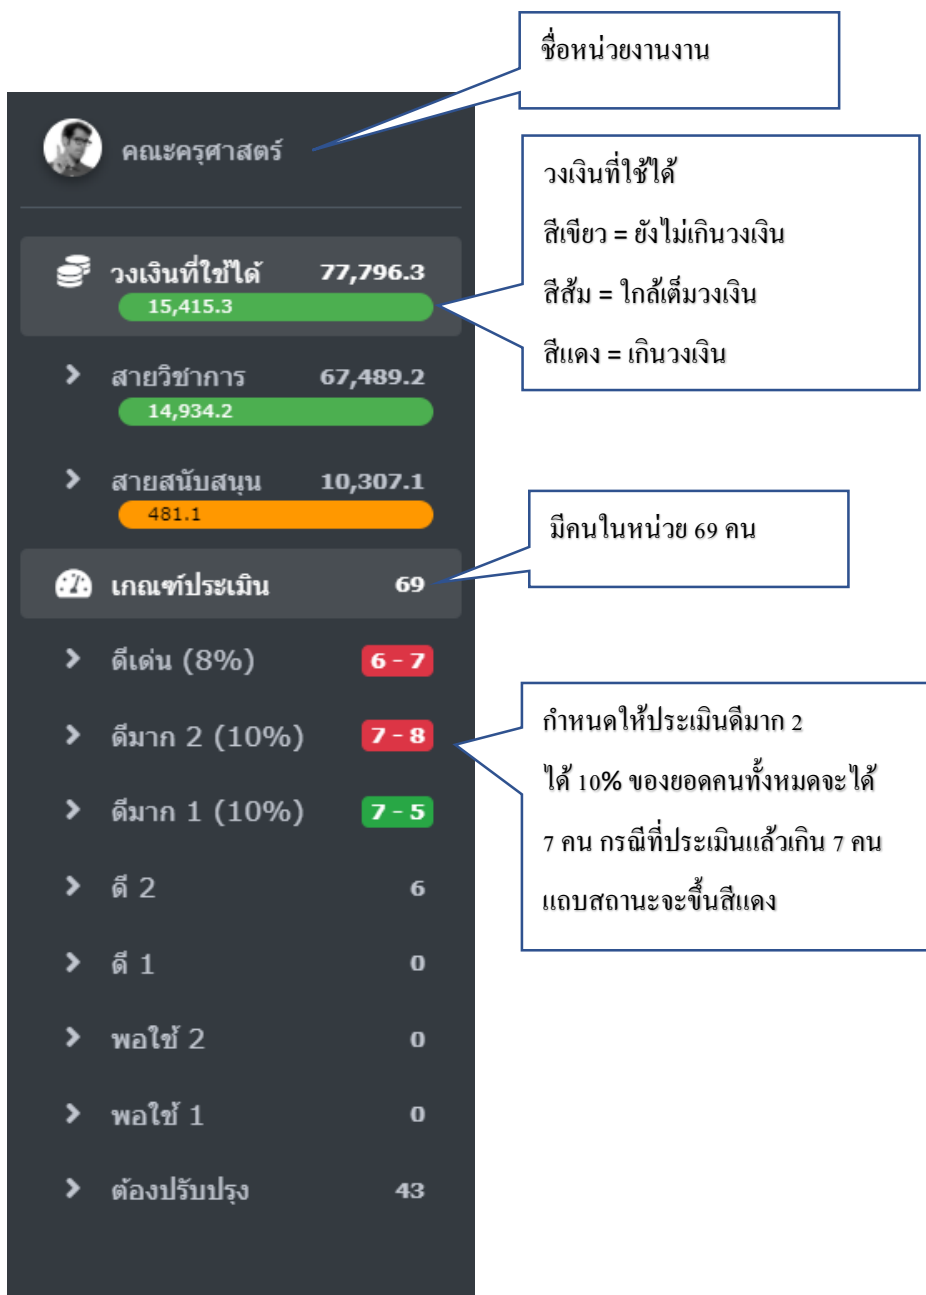 ชื่อหน่วยงานงาน
คณะครุศาสตร์
วงเงินที่ใช้ได้
สีเขียว = ยังไม่เกินวงเงิน
สีส้ม = ใกล้เต็มวงเงิน
สีแดง = เกินวงเงิน
วงเงินที่ใช้ได้ 77,796.3
15,415.3
สายวิชาการ 67,489.2
14,934.2
สายสนับสนุน 10,307.1
481.1
มีคนในหน่วย 69 คน
เกณฑ์ประเมิน 69
ดีเด่น (8%) 6 - 7
ดีมาก 2 (10%) 7 - 8
ดีมาก 1 (10%) 7 - 5
กำหนดให้ประเมินดีมาก 2
ได้ 10% ของยอดคนทั้งหมดจะได้
7 คน กรณีที่ประเมินแล้วเกิน 7 คน
แถบสถานะจะขึ้นสีแดง
ดี 2 6
ดี 1 0
พอใช้ 2 0
พอใช้ 1 0
ต้องปรับปรุง 43